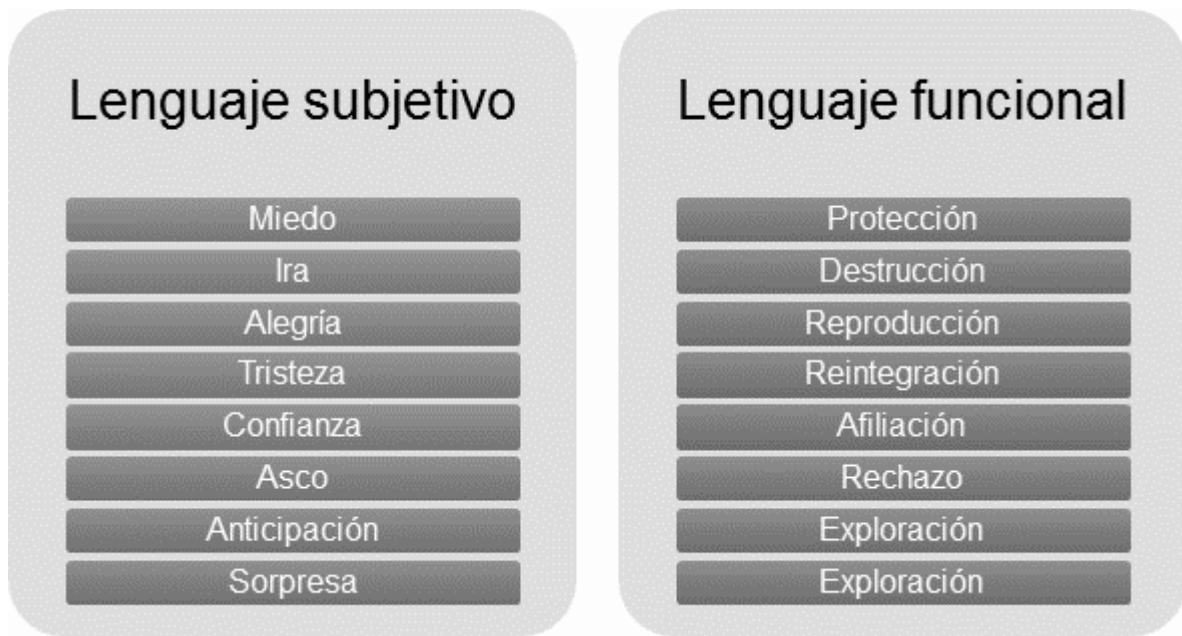 Lenguaje subjetivo
Miedo
Ira
Alegría
Tristeza
Confianza
Asco
Anticipación
Sorpresa
Lenguaje funcional
Protección
Destrucción
Reproducción
Reintegración
Afiliación
Rechazo
Exploración
Exploración